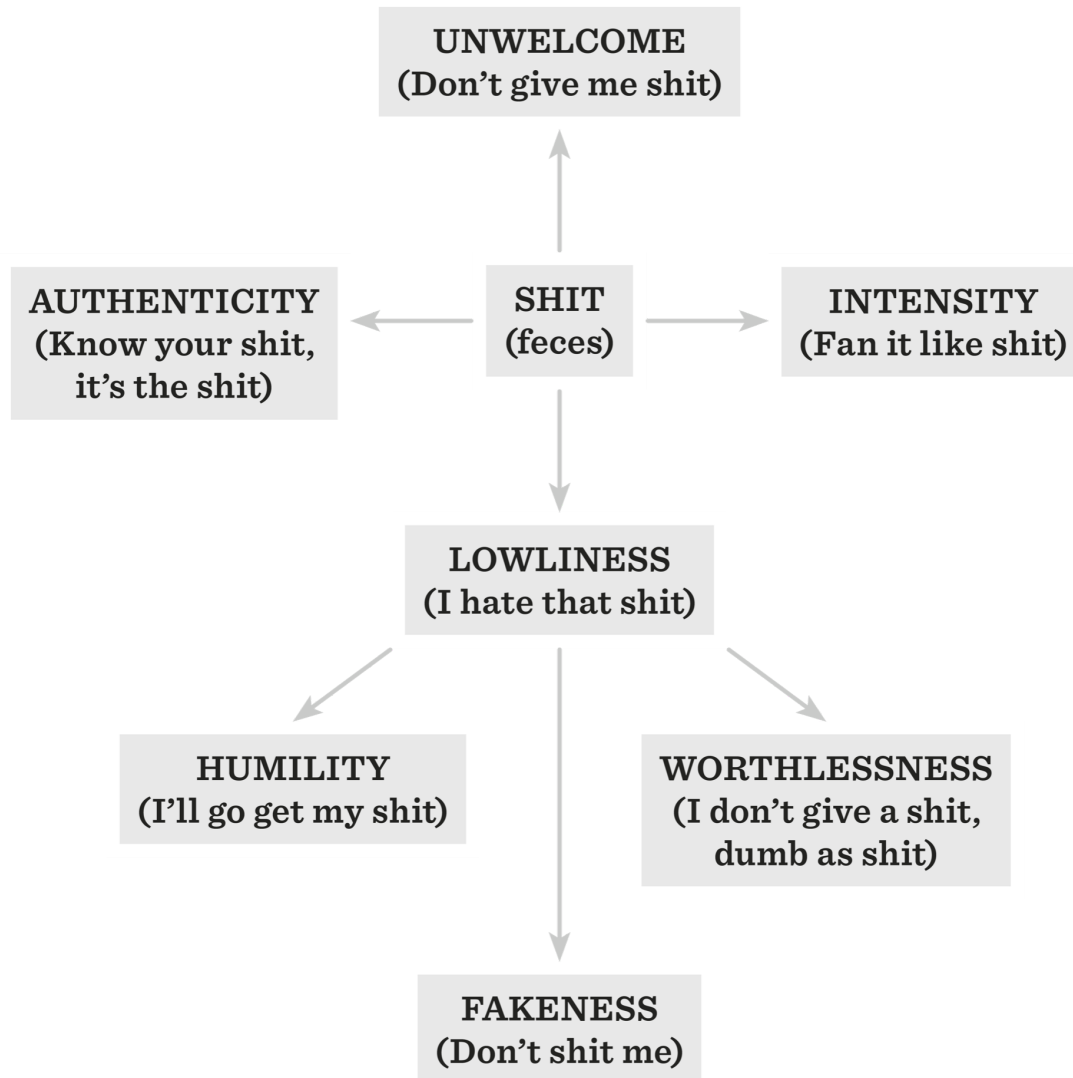 UNWELCOME
(Don’t give me shit)
AUTHENTICITY
(Know your shit,
it’s the shit)
SHIT
(feces)
INTENSITY
(Fan it like shit)
LOWLINESS
(I hate that shit)
HUMILITY
(I’ll go get my shit)
WORTHLESSNESS
(I don’t give a shit,
dumb as shit)
FAKENESS
(Don’t shit me)